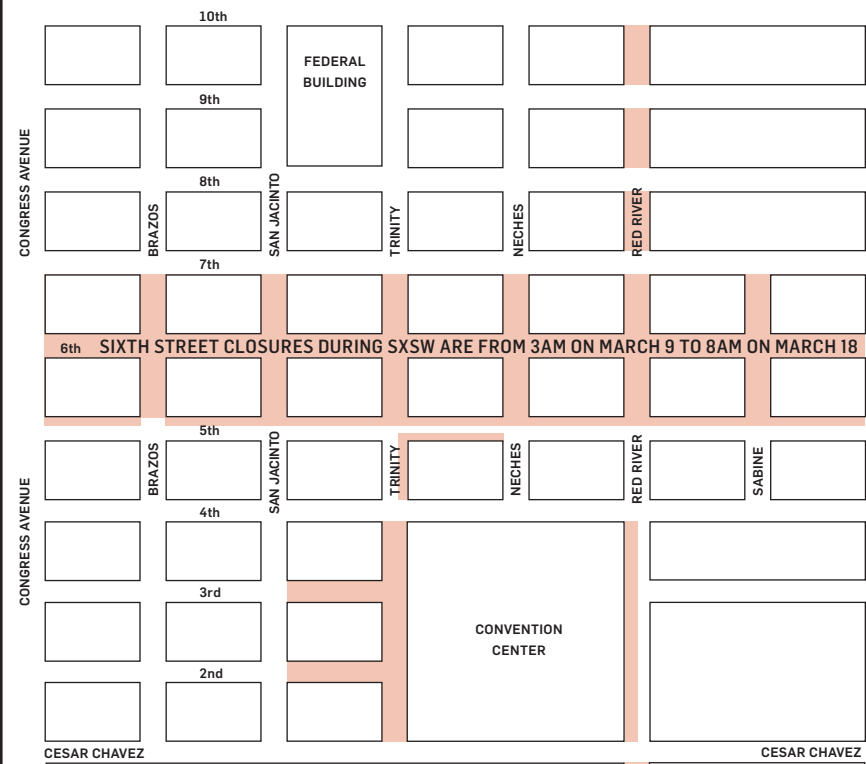 10th
FEDERAL
BUILDING
9th
CONGRESS AVENUE
8th
BRAZOS
SAN JACINTO
TRINITY
NECHES
RED RIVER
7th
6th SIXTH STREET CLOSURES DURING SXSW ARE FROM 3AM ON MARCH 9 TO 8AM ON MARCH 18
5th
BRAZOS
SAN JACINTO
TRINITY
NECHES
RED RIVER
SABINE
CONGRESS AVENUE
4th
3rd
CONVENTION
CENTER
2nd
CESAR CHAVEZ
CESAR CHAVEZ